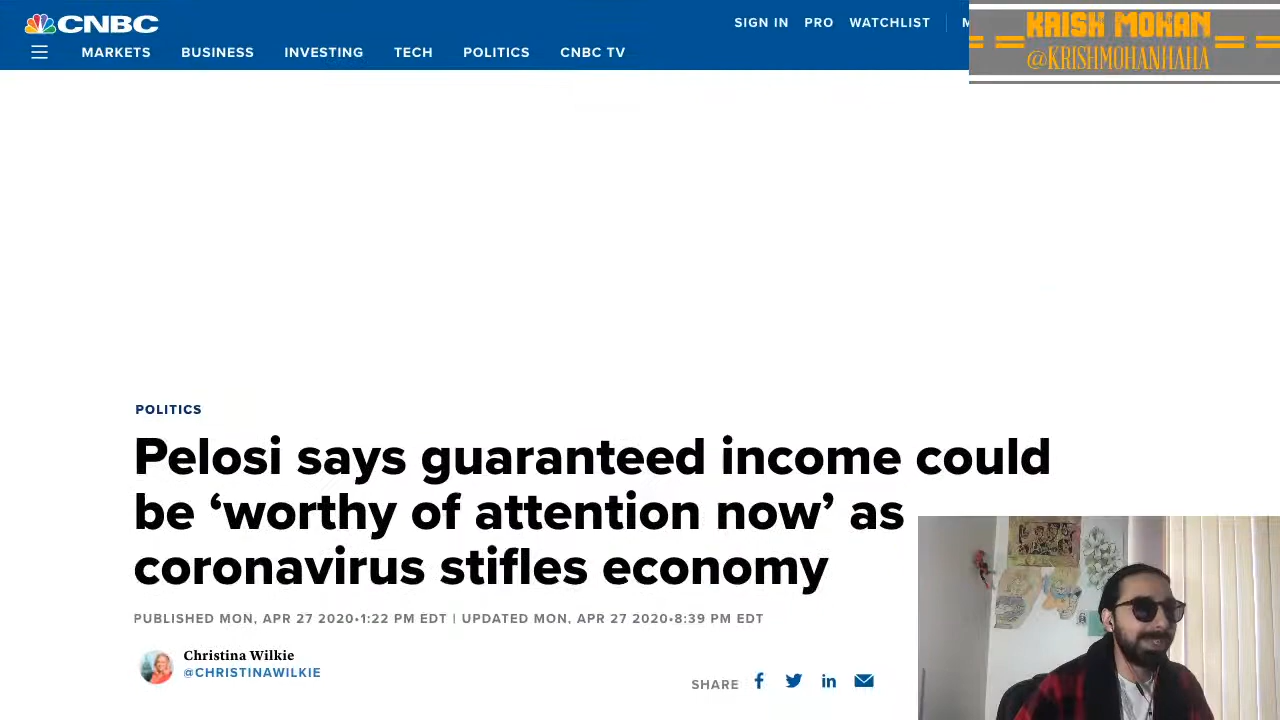 CNBC
SIGN IN PRO WATCHLIST M
MARKETS BUSINESS INVESTING TECH POLITICS CNBC TV
KRISH MOHAN
@KRISHMOHANHAHA
POLITICS
Pelosi says guaranteed income could
be ‘worthy of attention now’ as
coronavirus stifles economy
PUBLISHED MON, APR 27 2020•1:22 PM EDT | UPDATED MON, APR 27 2020•8:39 PM EDT
Christina Wilkie
@CHRISTINAWILKIE
SHARE